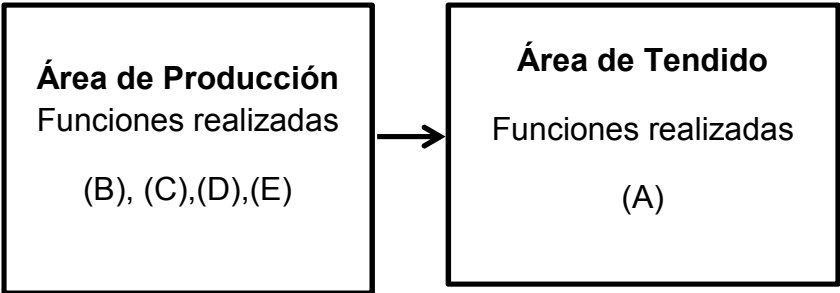 Área de Producción
Funciones realizadas
(B), (C),(D),(E)
Área de Tendido
Funciones realizadas
(A)